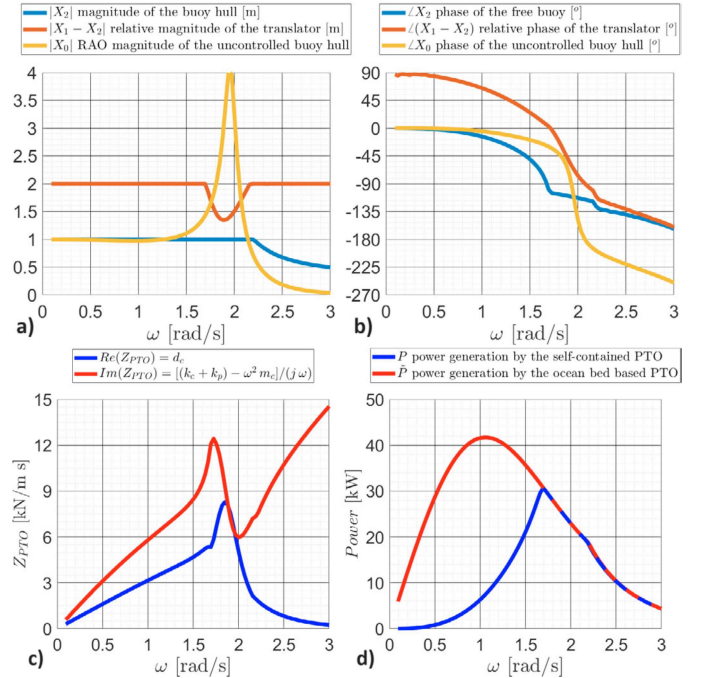 |X₂| magnitude of the buoy hull [m]
|X₁ − X₂| relative magnitude of the translator [m]
|X₀| RAO magnitude of the uncontrolled buoy hull
4
3.5
3
2.5
2
1.5
1
0.5
0
0 0.5 1 1.5 2 2.5 3
a)
ω [rad/s]
∠X₂ phase of the free buoy [°]
∠(X₁ − X₂) relative phase of the translator [°]
∠X₀ phase of the uncontrolled buoy hull [°]
90
45
0
-45
-90
-135
-180
-225
-270
0 0.5 1 1.5 2 2.5 3
b)
ω [rad/s]
Re(Z_PTO) = d_c
Im(Z_PTO) = [(k_c + k_p) − ω² m_c]/(j ω)
Z_PTO [kN/m s]
15
12
9
6
3
0
0 0.5 1 1.5 2 2.5 3
c)
ω [rad/s]
P power generation by the self-contained PTO
P̃ power generation by the ocean bed based PTO
Power [kW]
50
40
30
20
10
0
0 0.5 1 1.5 2 2.5 3
d)
ω [rad/s]